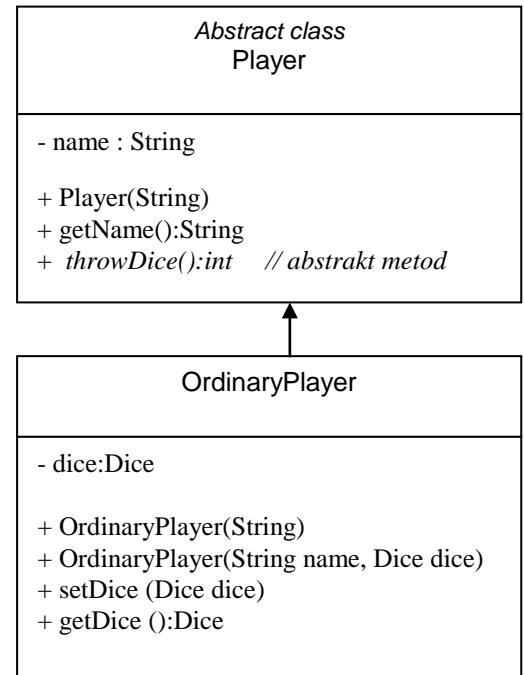 Abstract class
Player
- name : String
+ Player(String)
+ getName():String
+ throwDice():int // abstrakt metod
OrdinaryPlayer
- dice:Dice
+ OrdinaryPlayer(String)
+ OrdinaryPlayer(String name, Dice dice)
+ setDice (Dice dice)
+ getDice ():Dice